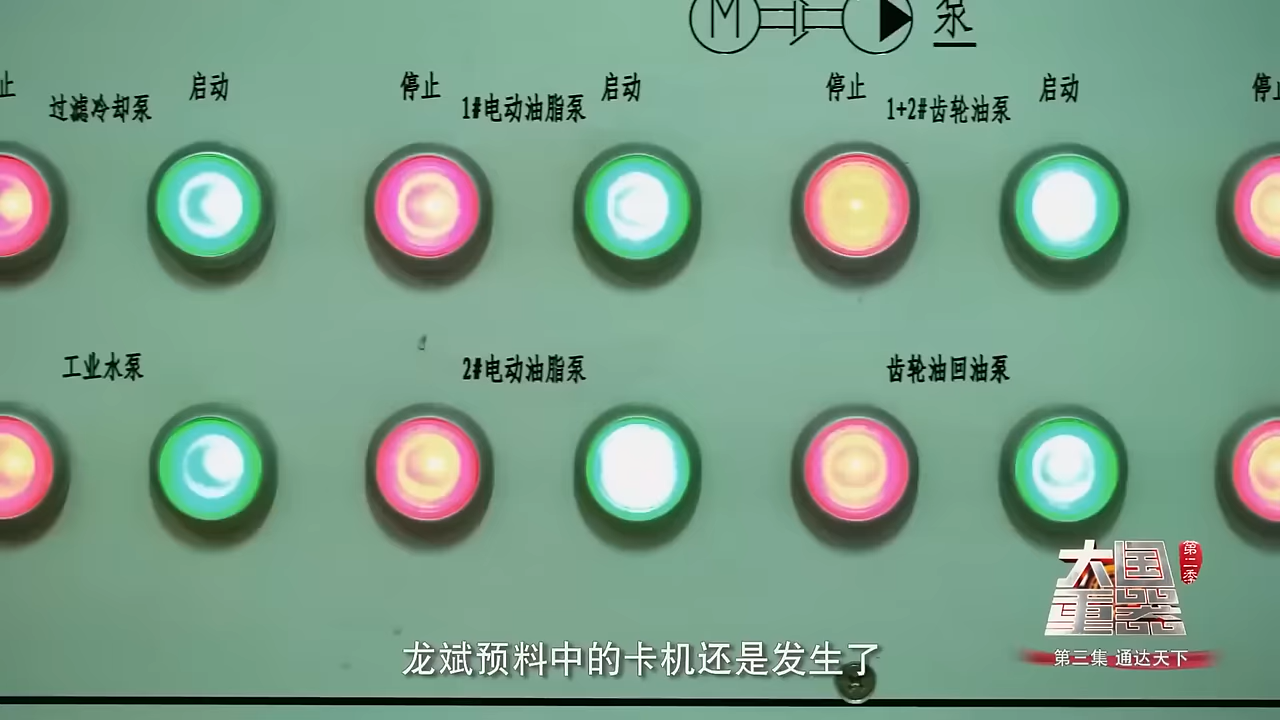 M 泵
止 启动 停止 启动 停止 启动 停止
过滤冷却泵 1#电动油脂泵 1+2#齿轮油泵
工业水泵 2#电动油脂泵 齿轮油回油泵
大国重器
第二季
龙斌预料中的卡机还是发生了
第三集 通达天下